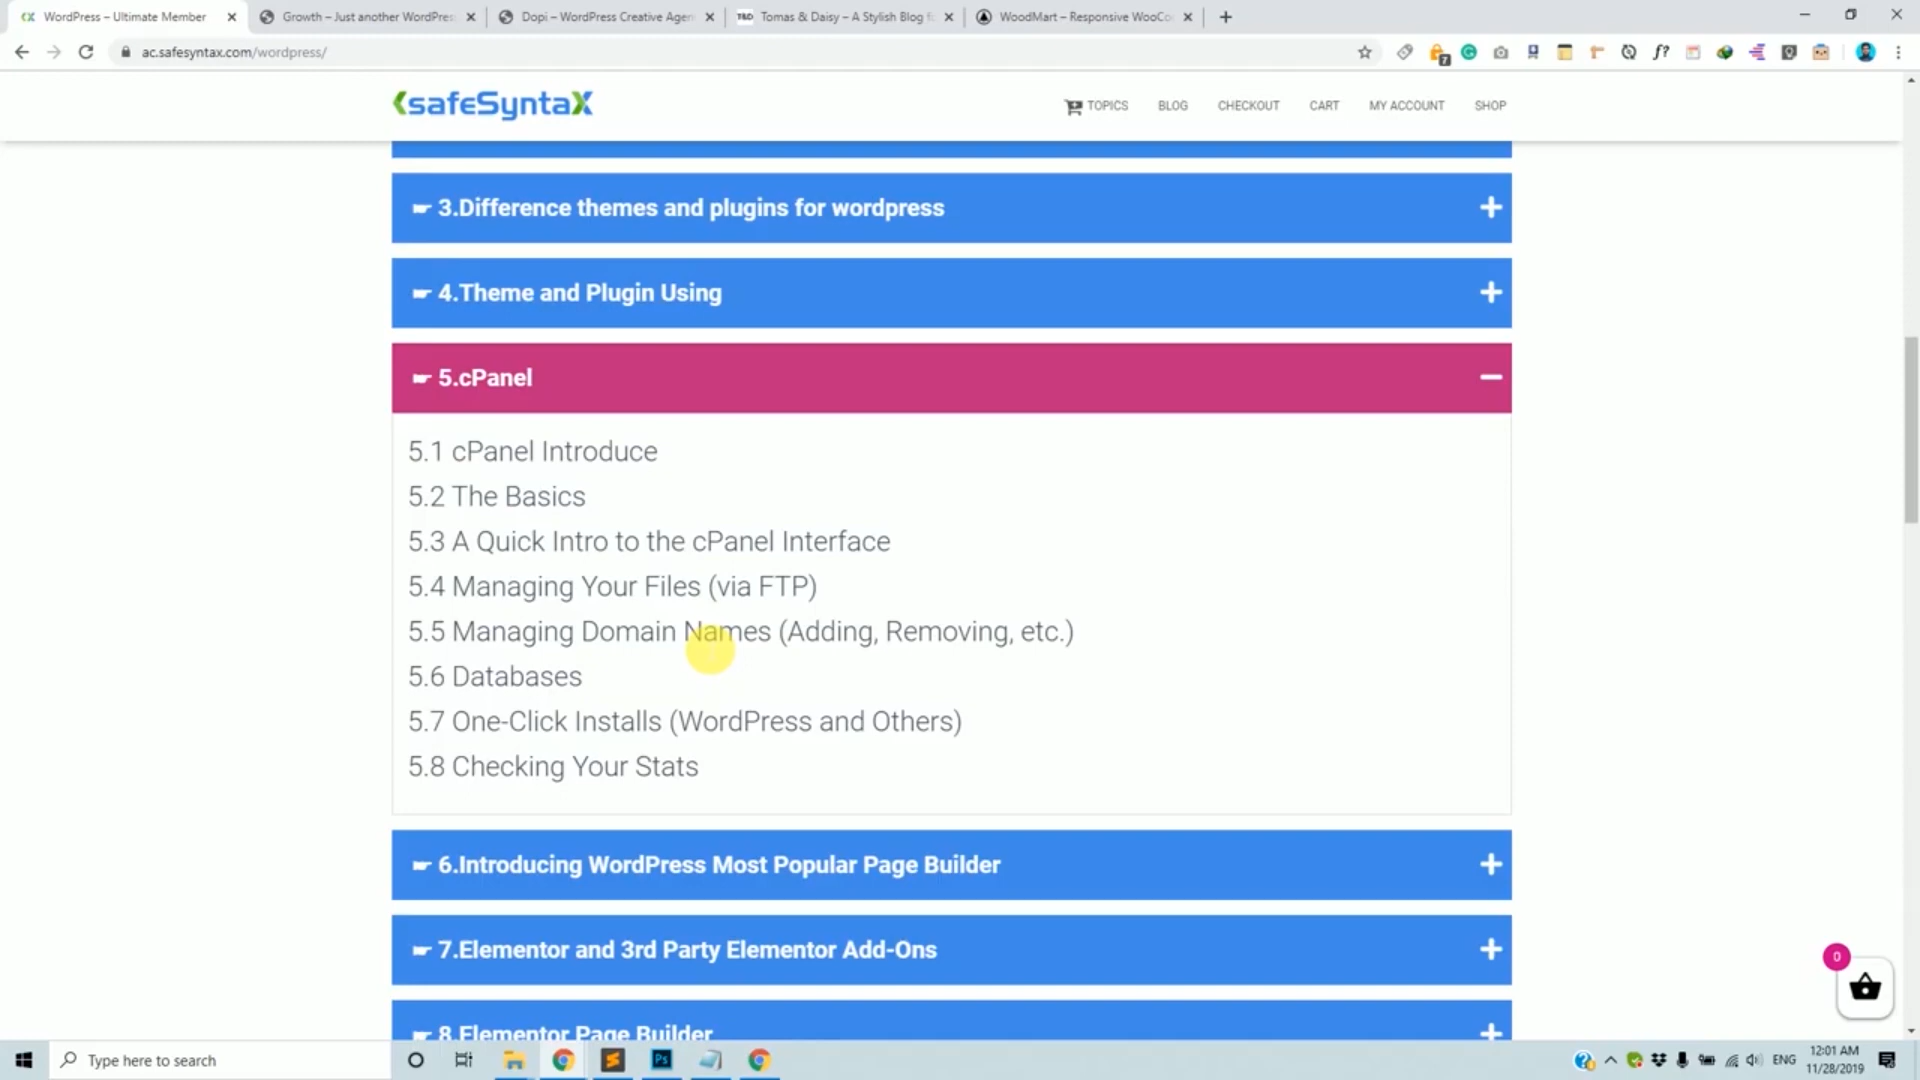 WordPress – Ultimate Member
Growth – Just another WordPres
Dopi – WordPress Creative Agen
T&D Tomas & Daisy – A Stylish Blog f
WoodMart – Responsive WooCo
ac.safesyntax.com/wordpress/
7
f?
safeSyntaX
TOPICS
BLOG
CHECKOUT
CART
MY ACCOUNT
SHOP
3.Difference themes and plugins for wordpress
4.Theme and Plugin Using
5.cPanel
5.1 cPanel Introduce
5.2 The Basics
5.3 A Quick Intro to the cPanel Interface
5.4 Managing Your Files (via FTP)
5.5 Managing Domain Names (Adding, Removing, etc.)
5.6 Databases
5.7 One-Click Installs (WordPress and Others)
5.8 Checking Your Stats
6.Introducing WordPress Most Popular Page Builder
7.Elementor and 3rd Party Elementor Add-Ons
0
8.Elementor Page Builder
Type here to search
Ps
ENG
12:01 AM
11/28/2019